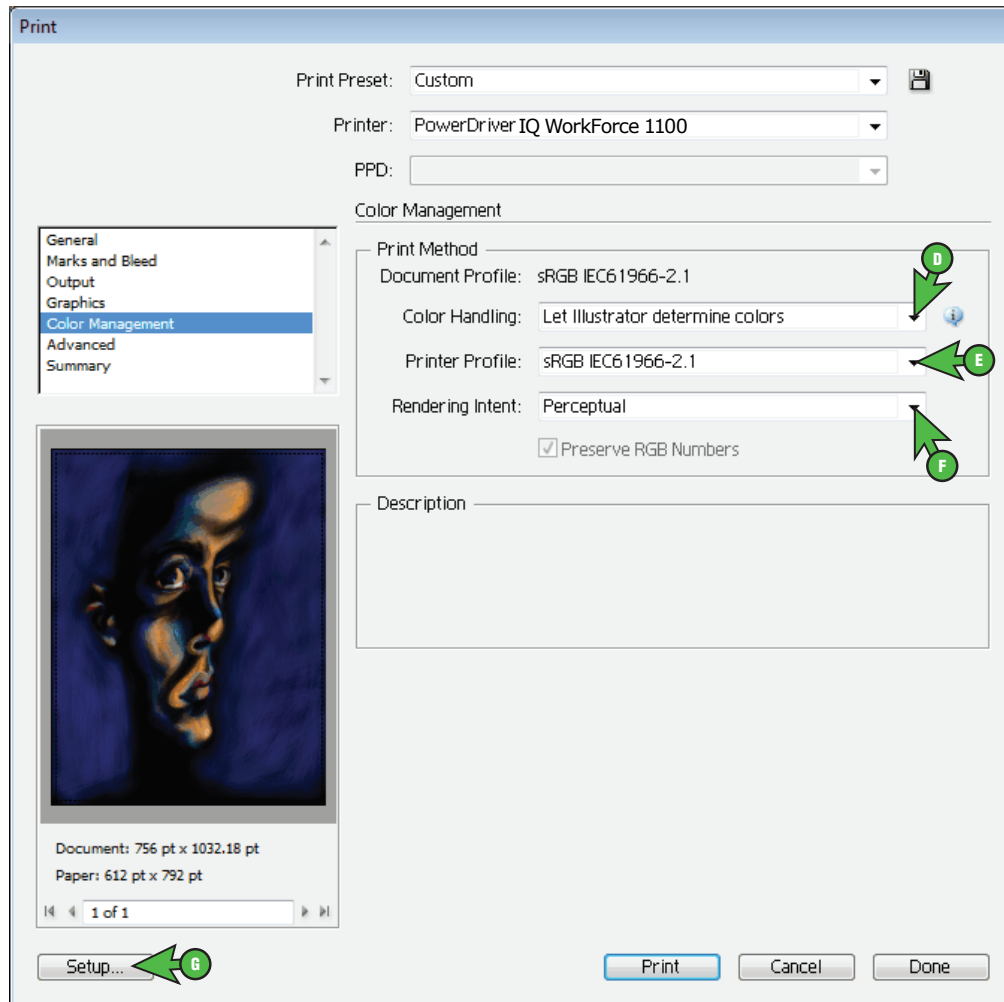 Print
Print Preset: Custom
Printer: PowerDriver IQ WorkForce 1100
PPD:
Color Management
General
Marks and Bleed
Output
Graphics
Color Management
Advanced
Summary
Print Method
Document Profile: sRGB IEC61966-2.1
D
Color Handling: Let Illustrator determine colors
Printer Profile: sRGB IEC61966-2.1
E
Rendering Intent: Perceptual
Preserve RGB Numbers
F
Description
Document: 756 pt x 1032.18 pt
Paper: 612 pt x 792 pt
1 of 1
Setup...
G
Print
Cancel
Done